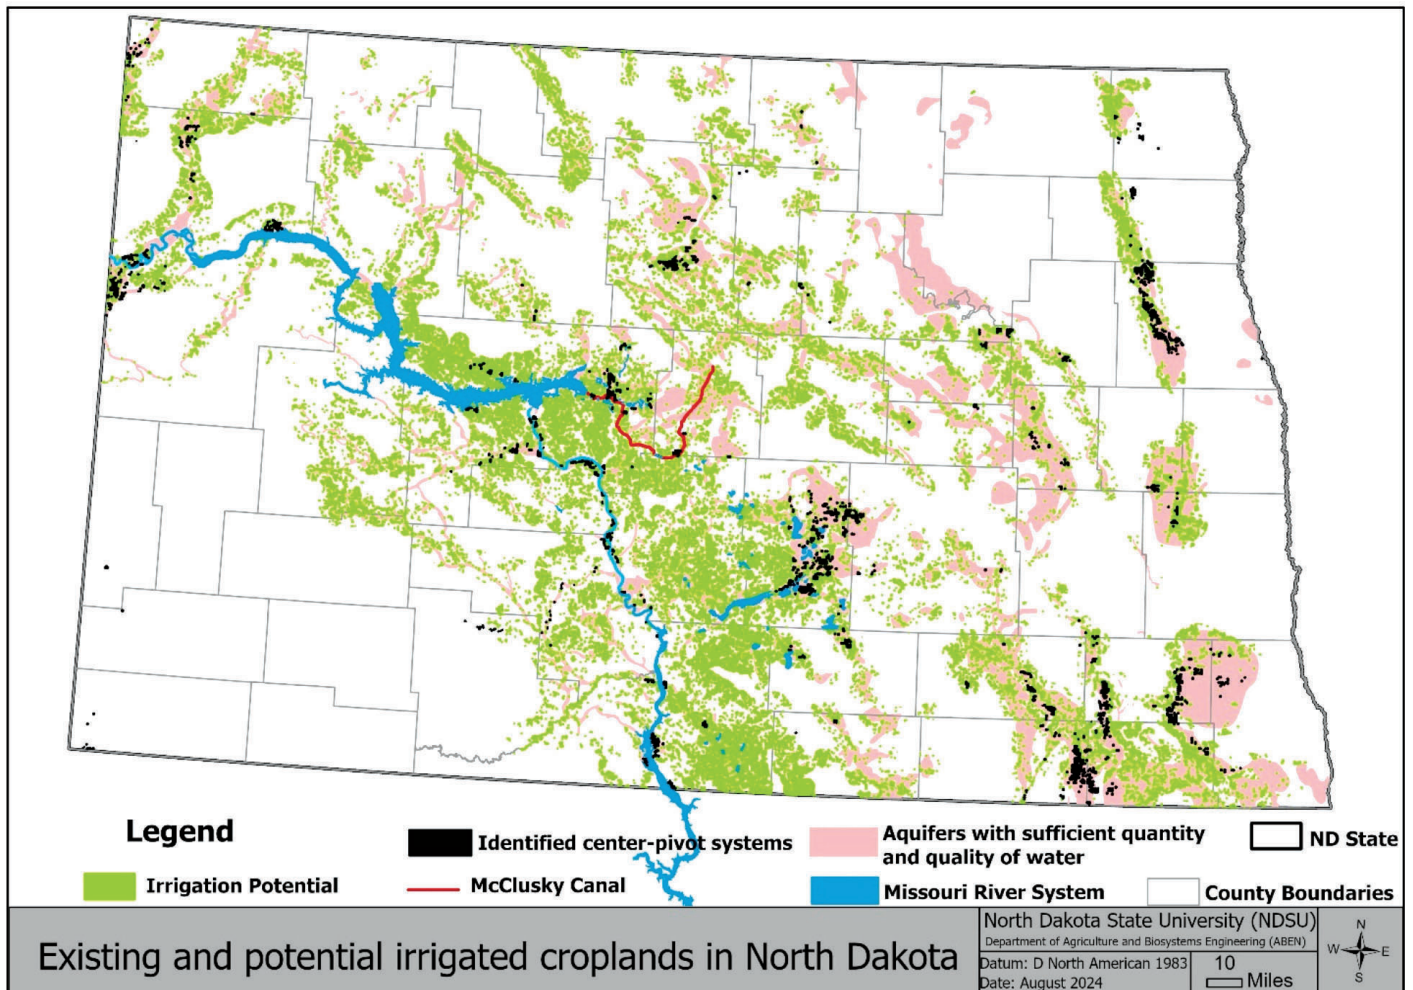 Legend
Identified center-pivot systems
Aquifers with sufficient quantity
and quality of water
ND State
Irrigation Potential
McClusky Canal
Missouri River System
County Boundaries
Existing and potential irrigated croplands in North Dakota
North Dakota State University (NDSU)
Department of Agriculture and Biosystems Engineering (ABEN)
Datum: D North American 1983
Date: August 2024
10
Miles
N
W
E
S